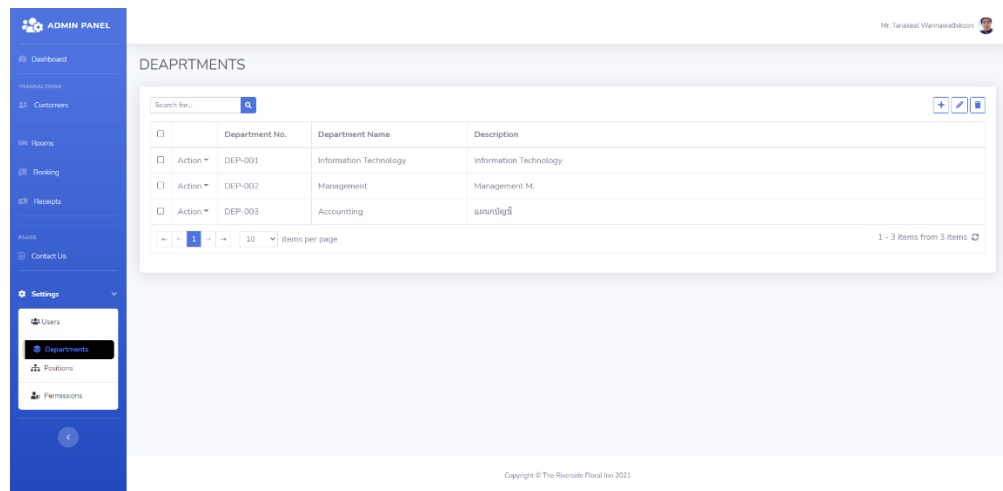 ADMIN PANEL
Mr. Tanakeat Wannawathkoon
Dashboard
TRANSACTIONS
Customers
Rooms
Booking
Receipts
PAGES
Contact Us
Settings
Users
Departments
Positions
Permissions
DEAPRTMENTS
Search for...
Department No. Department Name Description
Action DEP-001 Information Technology Information Technology
Action DEP-002 Management Management M.
Action DEP-003 Accountting แผนกบัญชี
1 10 items per page 1 - 3 items from 3 items
Copyright © The Riverside Floral Inn 2021